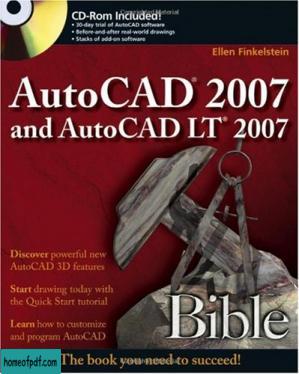 CD-Rom Included!
• 30-day trial of AutoCAD software
• Before-and-after real-world drawings
• Stacks of add-on software
Ellen Finkelstein
AutoCAD® 2007
and AutoCAD LT® 2007
Discover powerful new
AutoCAD 3D features
Start drawing today with
the Quick Start tutorial
Learn how to customize
and program AutoCAD
Bible
The book you need to succeed!
homeofpdf.com